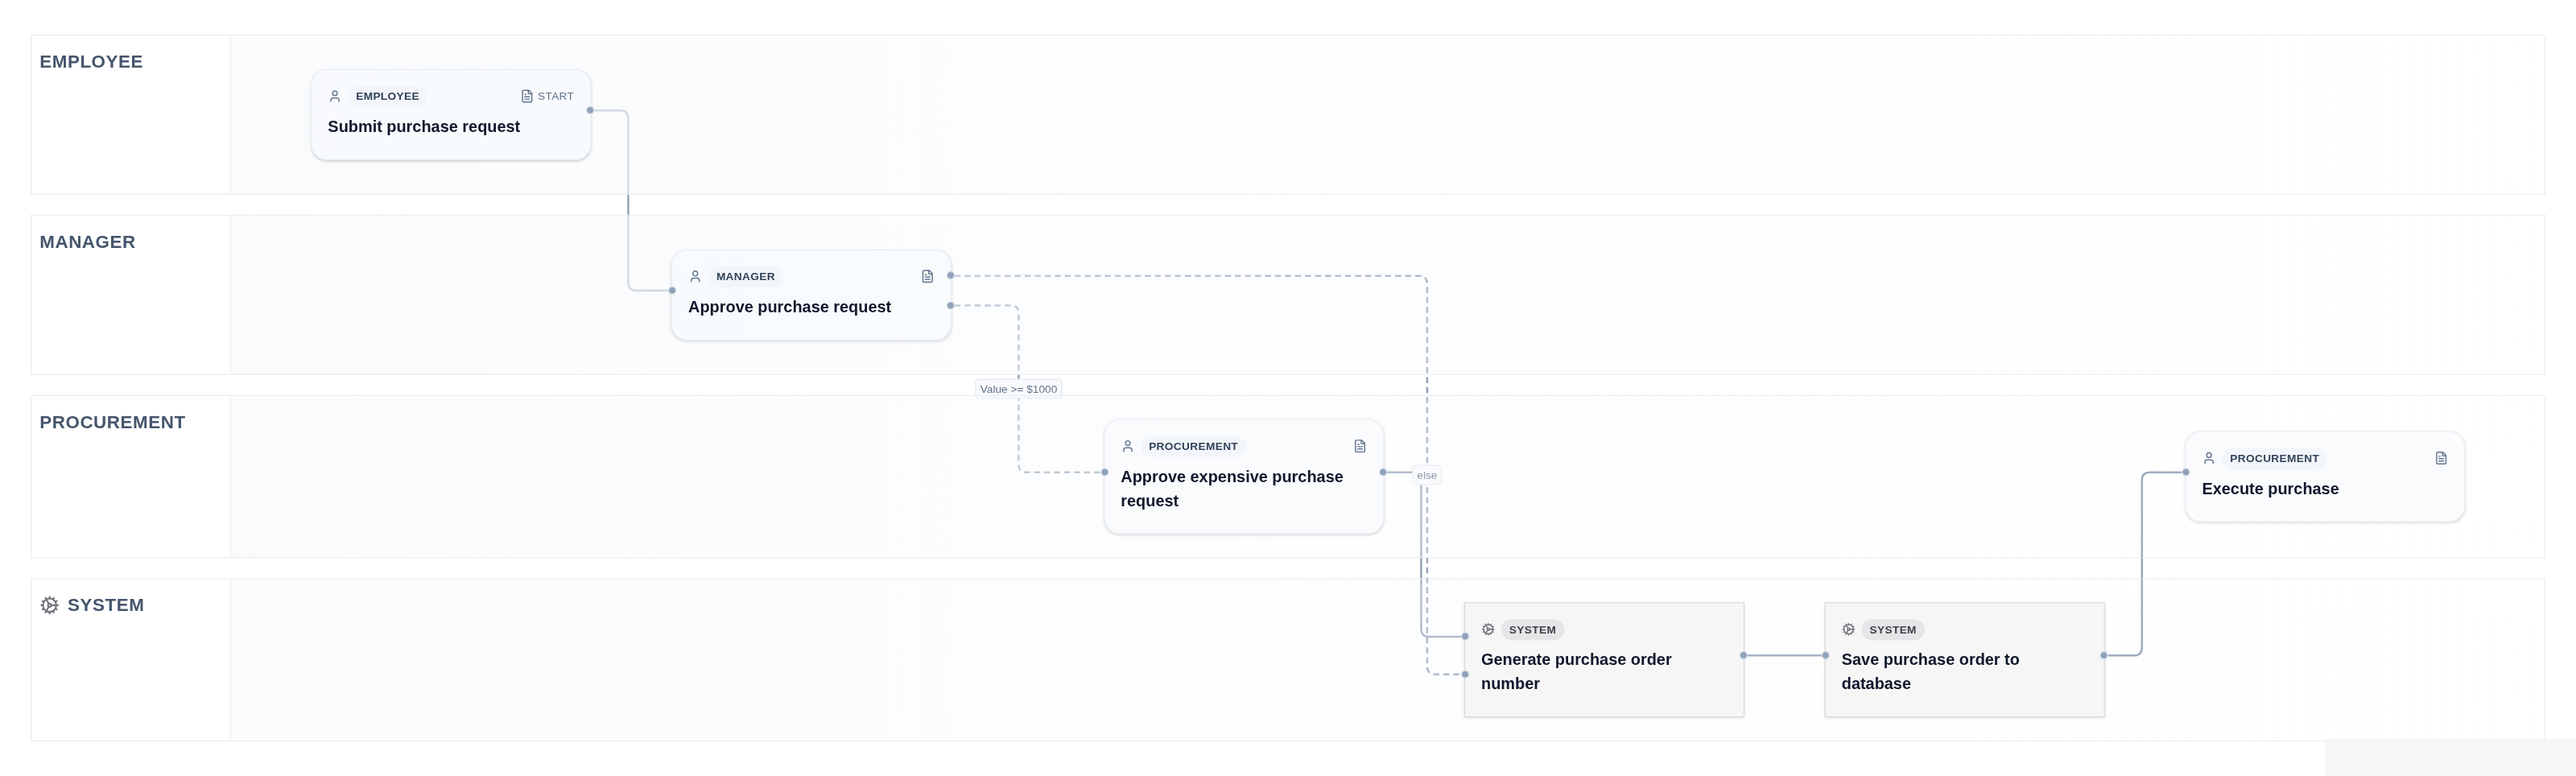 EMPLOYEE
EMPLOYEE
START
Submit purchase request
MANAGER
MANAGER
Approve purchase request
Value >= $1000
PROCUREMENT
PROCUREMENT
Approve expensive purchase
request
else
PROCUREMENT
Execute purchase
SYSTEM
SYSTEM
Generate purchase order
number
SYSTEM
Save purchase order to
database